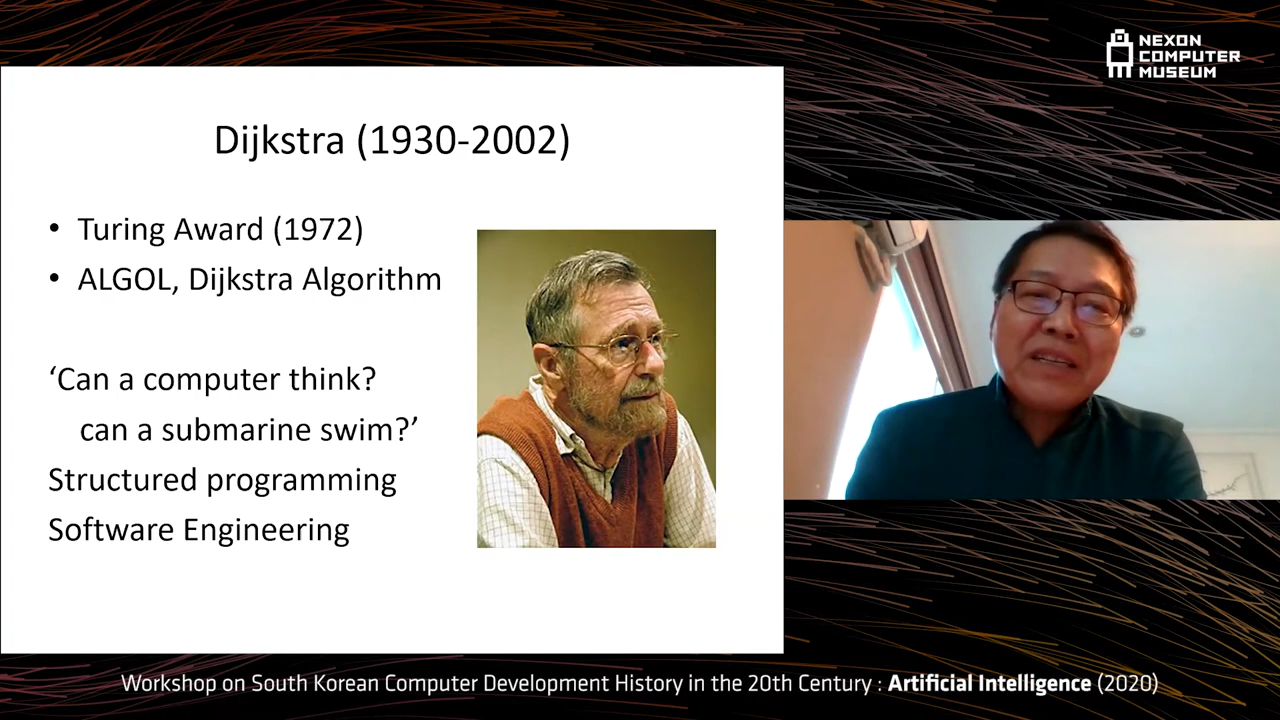 NEXON
COMPUTER
MUSEUM
Dijkstra (1930-2002)
• Turing Award (1972)
• ALGOL, Dijkstra Algorithm
‘Can a computer think?
can a submarine swim?’
Structured programming
Software Engineering
Workshop on South Korean Computer Development History in the 20th Century : Artificial Intelligence (2020)